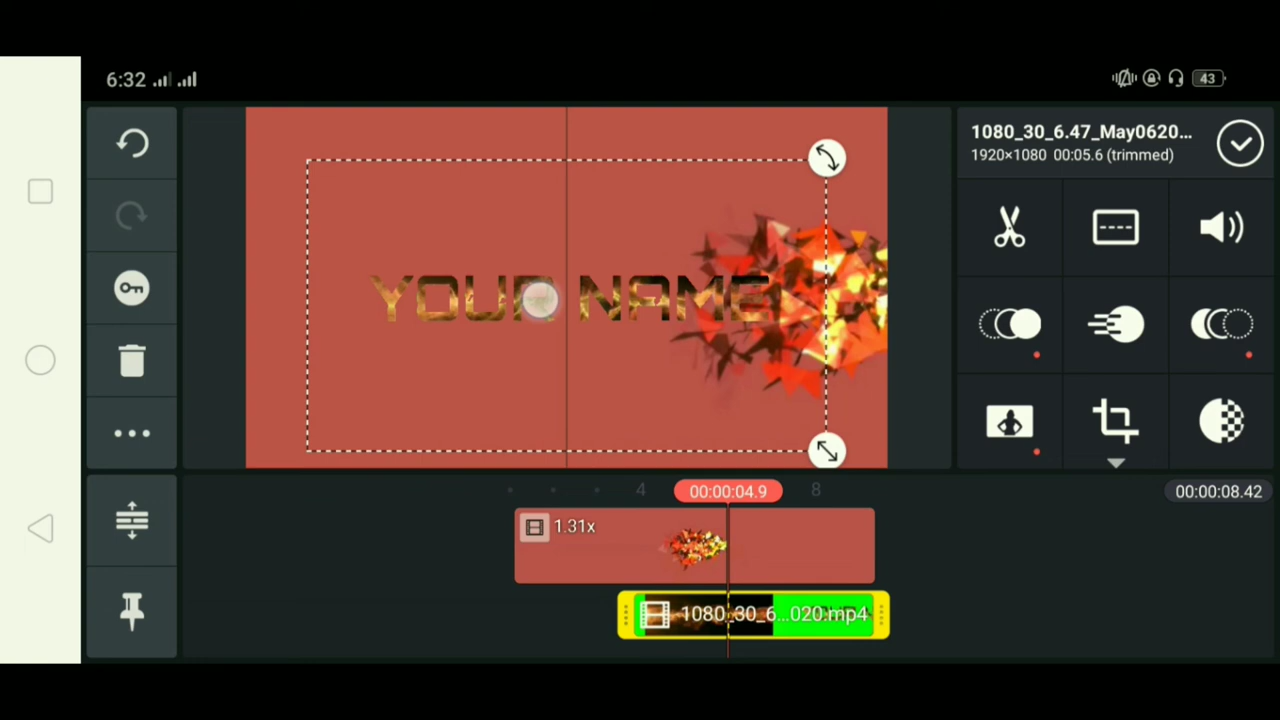 6:32
43
1080_30_6.47_May0620...
1920×1080 00:05.6 (trimmed)
YOUR NAME
4
00:00:04.9
8
00:00:08.42
1.31x
1080_30_6...020.mp4